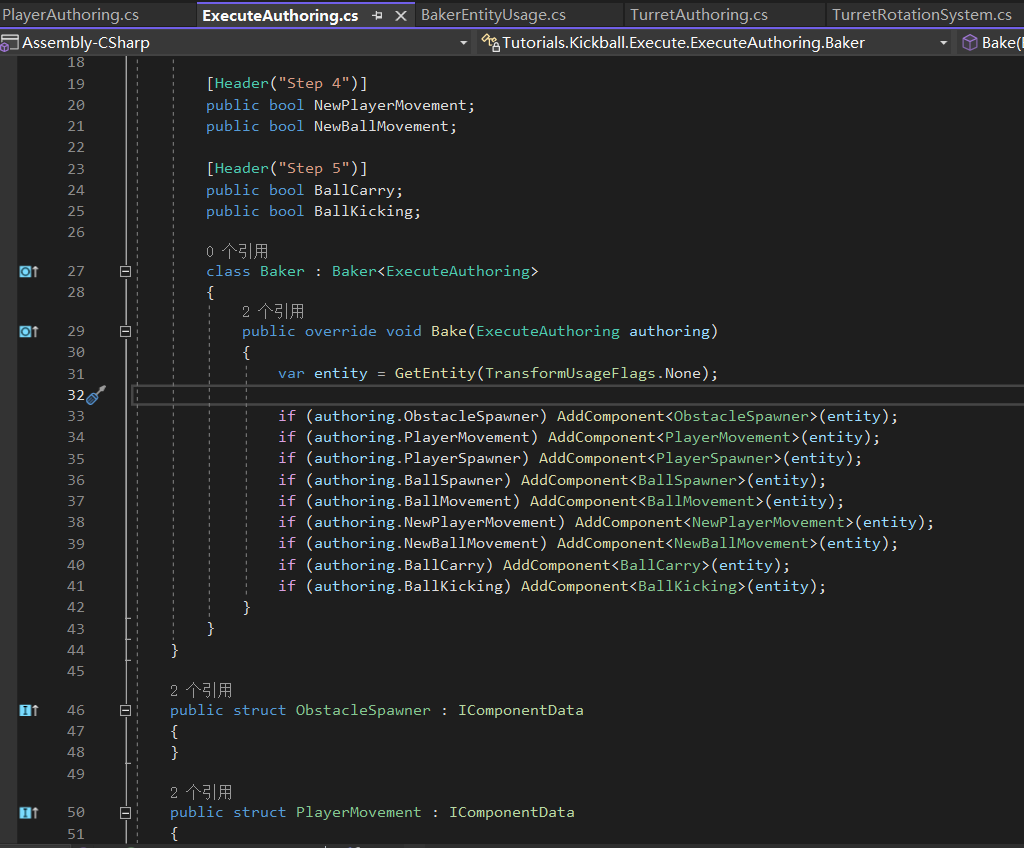 PlayerAuthoring.cs ExecuteAuthoring.cs BakerEntityUsage.cs TurretAuthoring.cs TurretRotationSystem.cs
Assembly-CSharp Tutorials.Kickball.Execute.ExecuteAuthoring.Baker Bake(
18
19 [Header("Step 4")]
20 public bool NewPlayerMovement;
21 public bool NewBallMovement;
22
23 [Header("Step 5")]
24 public bool BallCarry;
25 public bool BallKicking;
26
0 个引用
27 class Baker : Baker<ExecuteAuthoring>
28 {
2 个引用
29 public override void Bake(ExecuteAuthoring authoring)
30 {
31 var entity = GetEntity(TransformUsageFlags.None);
32
33 if (authoring.ObstacleSpawner) AddComponent<ObstacleSpawner>(entity);
34 if (authoring.PlayerMovement) AddComponent<PlayerMovement>(entity);
35 if (authoring.PlayerSpawner) AddComponent<PlayerSpawner>(entity);
36 if (authoring.BallSpawner) AddComponent<BallSpawner>(entity);
37 if (authoring.BallMovement) AddComponent<BallMovement>(entity);
38 if (authoring.NewPlayerMovement) AddComponent<NewPlayerMovement>(entity);
39 if (authoring.NewBallMovement) AddComponent<NewBallMovement>(entity);
40 if (authoring.BallCarry) AddComponent<BallCarry>(entity);
41 if (authoring.BallKicking) AddComponent<BallKicking>(entity);
42 }
43 }
44 }
45
2 个引用
46 public struct ObstacleSpawner : IComponentData
47 {
48 }
49
2 个引用
50 public struct PlayerMovement : IComponentData
51 {